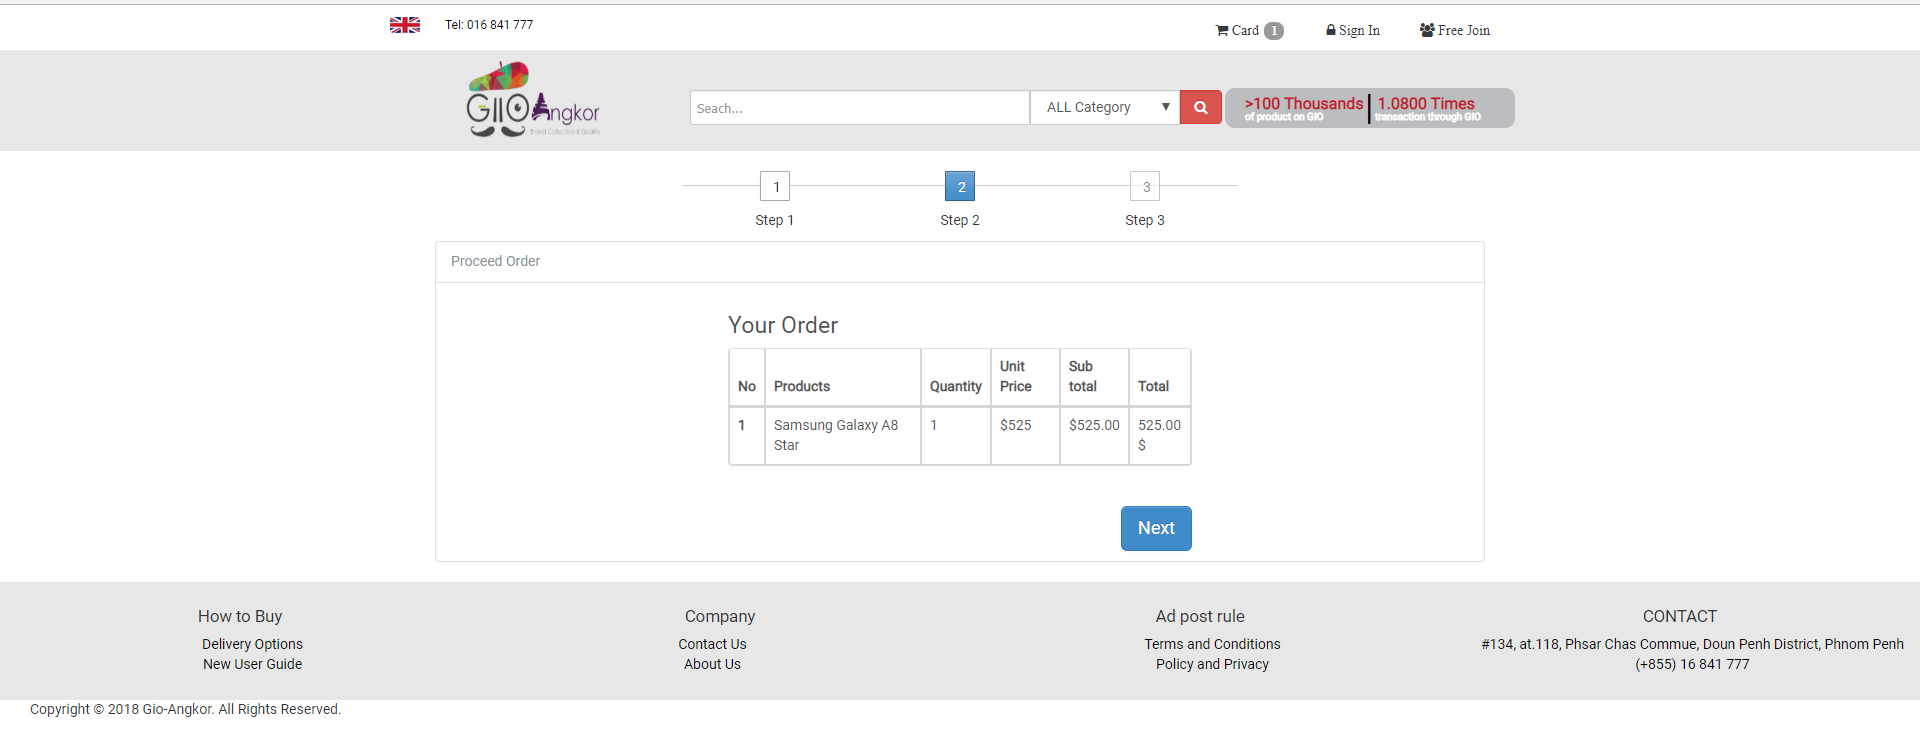 Tel: 016 841 777
Card 1
Sign In
Free Join
GIIO Angkor
Brand Collection & Quality
Seach...
ALL Category
>100 Thousands
of product on GIO
1.0800 Times
transaction through GIO
1
2
3
Step 1
Step 2
Step 3
Proceed Order
Your Order
No Products Quantity Unit Price Sub total Total
1 Samsung Galaxy A8 Star 1 $525 $525.00 525.00 $
Next
How to Buy
Delivery Options
New User Guide
Company
Contact Us
About Us
Ad post rule
Terms and Conditions
Policy and Privacy
CONTACT
#134, at.118, Phsar Chas Commue, Doun Penh District, Phnom Penh
(+855) 16 841 777
Copyright © 2018 Gio-Angkor. All Rights Reserved.